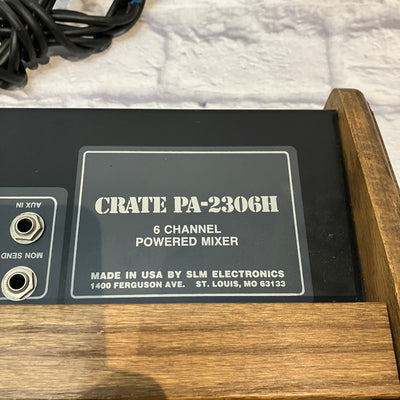 CRATE PA-2306H
6 CHANNEL
POWERED MIXER
MADE IN USA BY SLM ELECTRONICS
1400 FERGUSON AVE. ST. LOUIS, MO 63133
AUX IN
MON SEND